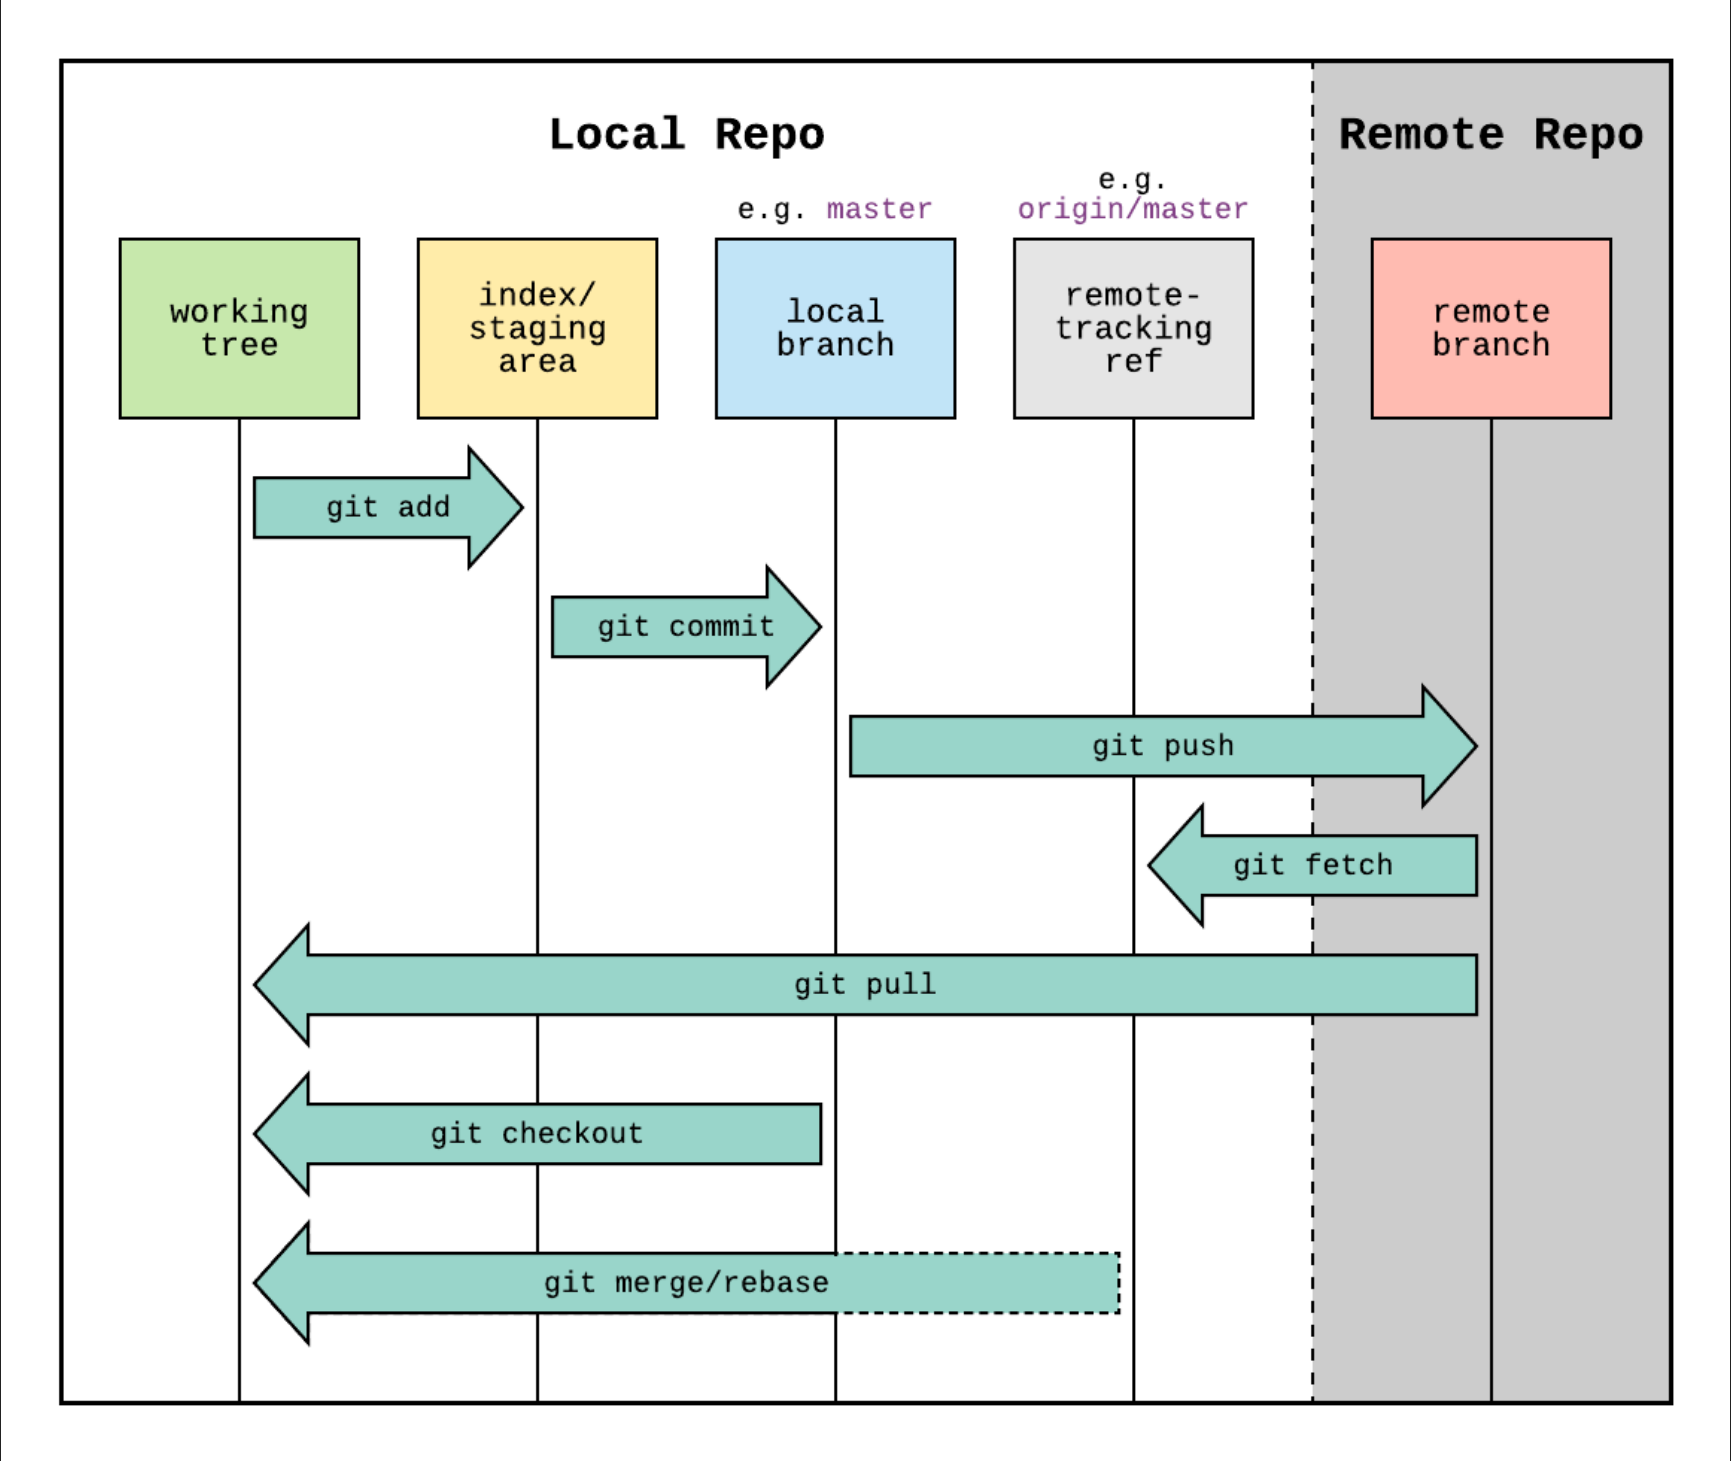 Local Repo
Remote Repo
e.g. master
e.g.
origin/master
working
tree
index/
staging
area
local
branch
remote-
tracking
ref
remote
branch
git add
git commit
git push
git fetch
git pull
git checkout
git merge/rebase